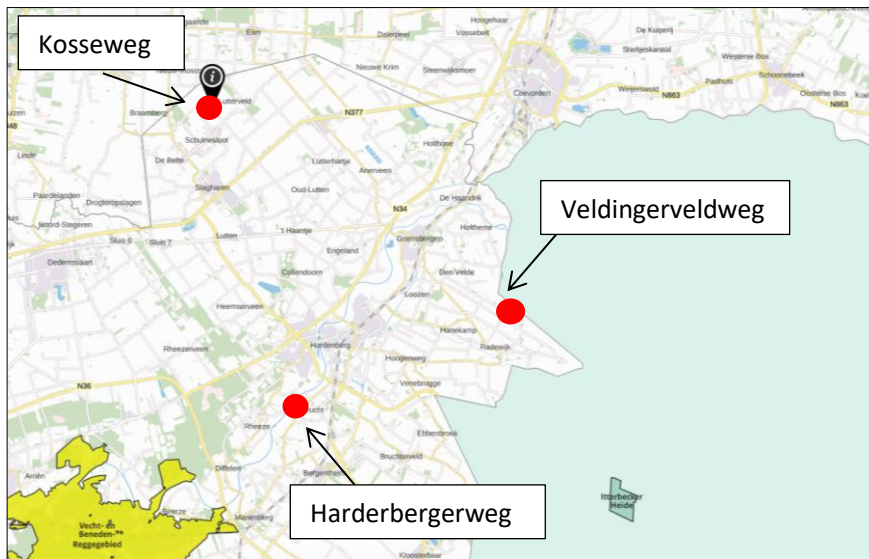 Hoogehaar
Amsterdamscheveld
Elim
Dalerpeel
Vossebelt
De Kuiperij
Stieltjeskanaal
Westerse Bos
Kosseweg
Nieuwe Krim
Steenwijksmoer
Weijerswold
Padhuis
Schoonebeek
Coevorden
N863
Oosterse Bos
Braamberg
N377
N863
Schuinesloot
Linde
De Belte
Lutterhartje
Holthone
Anerveen
Paardelanden
Slagharen
Oud-Lutten
De Haandrik
Drogteropslagen
N34
Veldingerveldweg
Noord-Stegeren
Sluis 6
Sluis 7
Lutten
't Haantje
Gramsbergen
Holtheme
Dedemsvaart
Engeland
Collendoorn
Den Velde
Loozen
Heemserveen
Hanekamp
Radewijk
Rheezerveen
Hardenberg
Hoogenweg
N36
Venebrugge
Rheeze
Ebbenbroek
Diffelen
Bruchterveld
Arriën
Bergentheim
Itterbecker
Heide
Beerze
Mariënberg
Harderbergerweg
Vecht- en
Beneden-
Reggegebied
Kloosterhaar